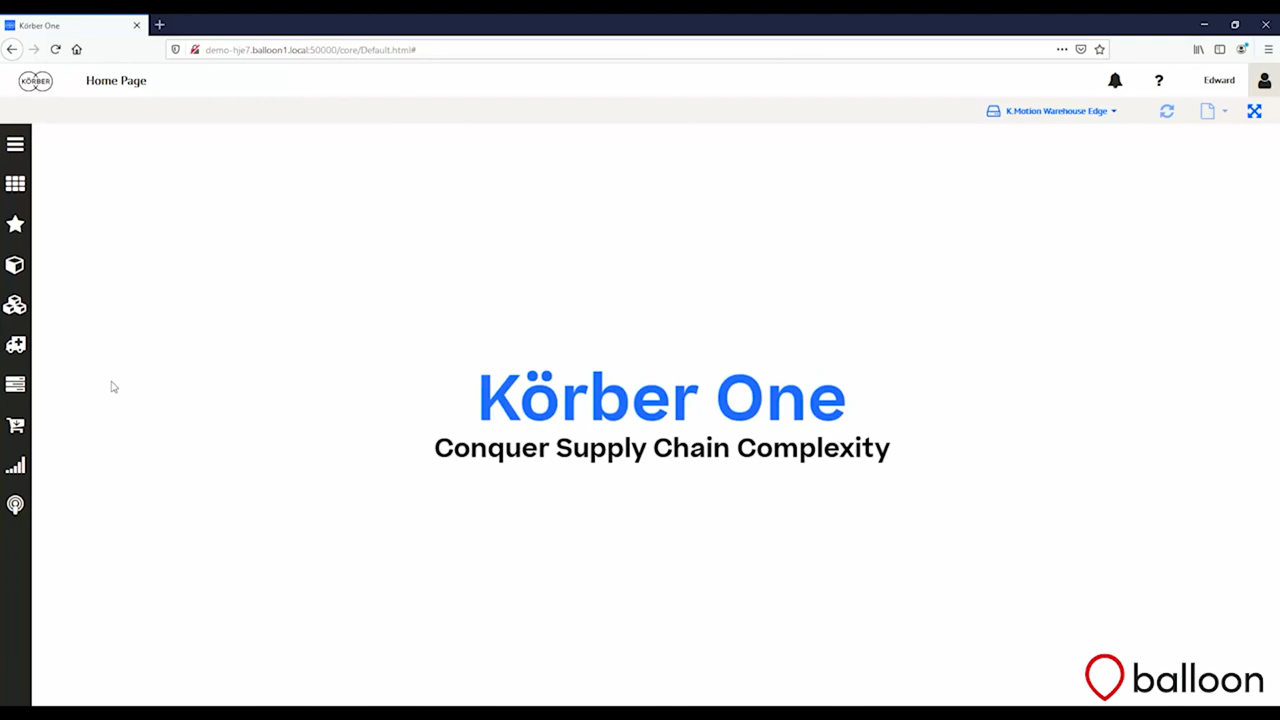 Körber One
demo-hje7.balloon1.local:50000/core/Default.html#
KÖRBER
Home Page
?
Edward
K.Motion Warehouse Edge
Körber One
Conquer Supply Chain Complexity
balloon